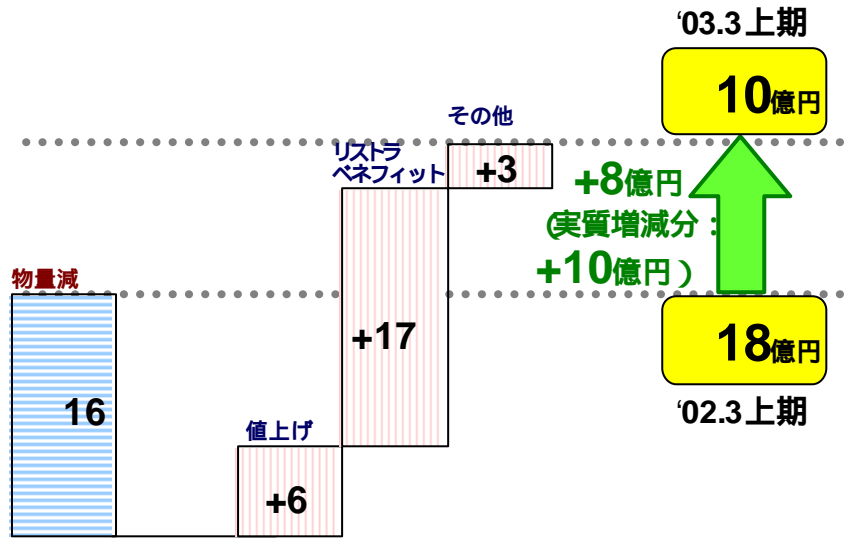 ‘03.3上期
10億円
その他
リストラ
ベネフィット
+3
+8億円
(実質増減分：
+10億円)
物量減
+17
18億円
16
値上げ
‘02.3上期
+6